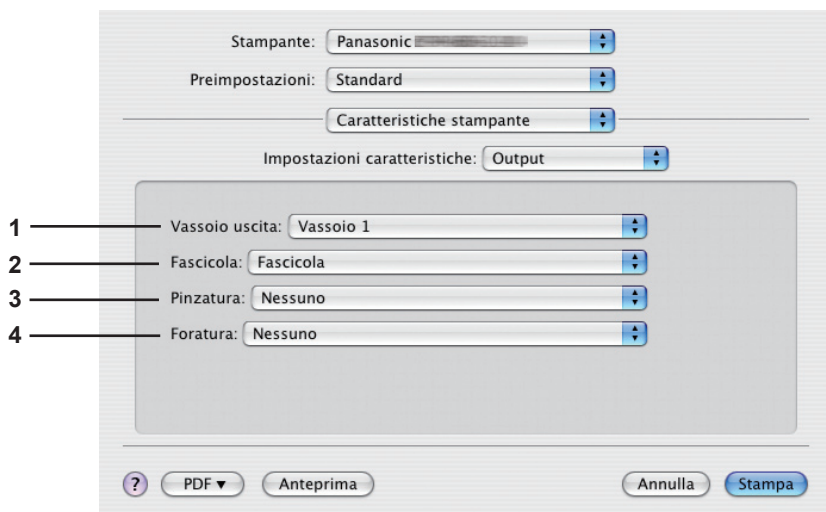 Stampante: Panasonic
Preimpostazioni: Standard
Caratteristiche stampante
Impostazioni caratteristiche: Output
1 Vassoio uscita: Vassoio 1
2 Fascicola: Fascicola
3 Pinzatura: Nessuno
4 Foratura: Nessuno
? PDF▼ Anteprima Annulla Stampa